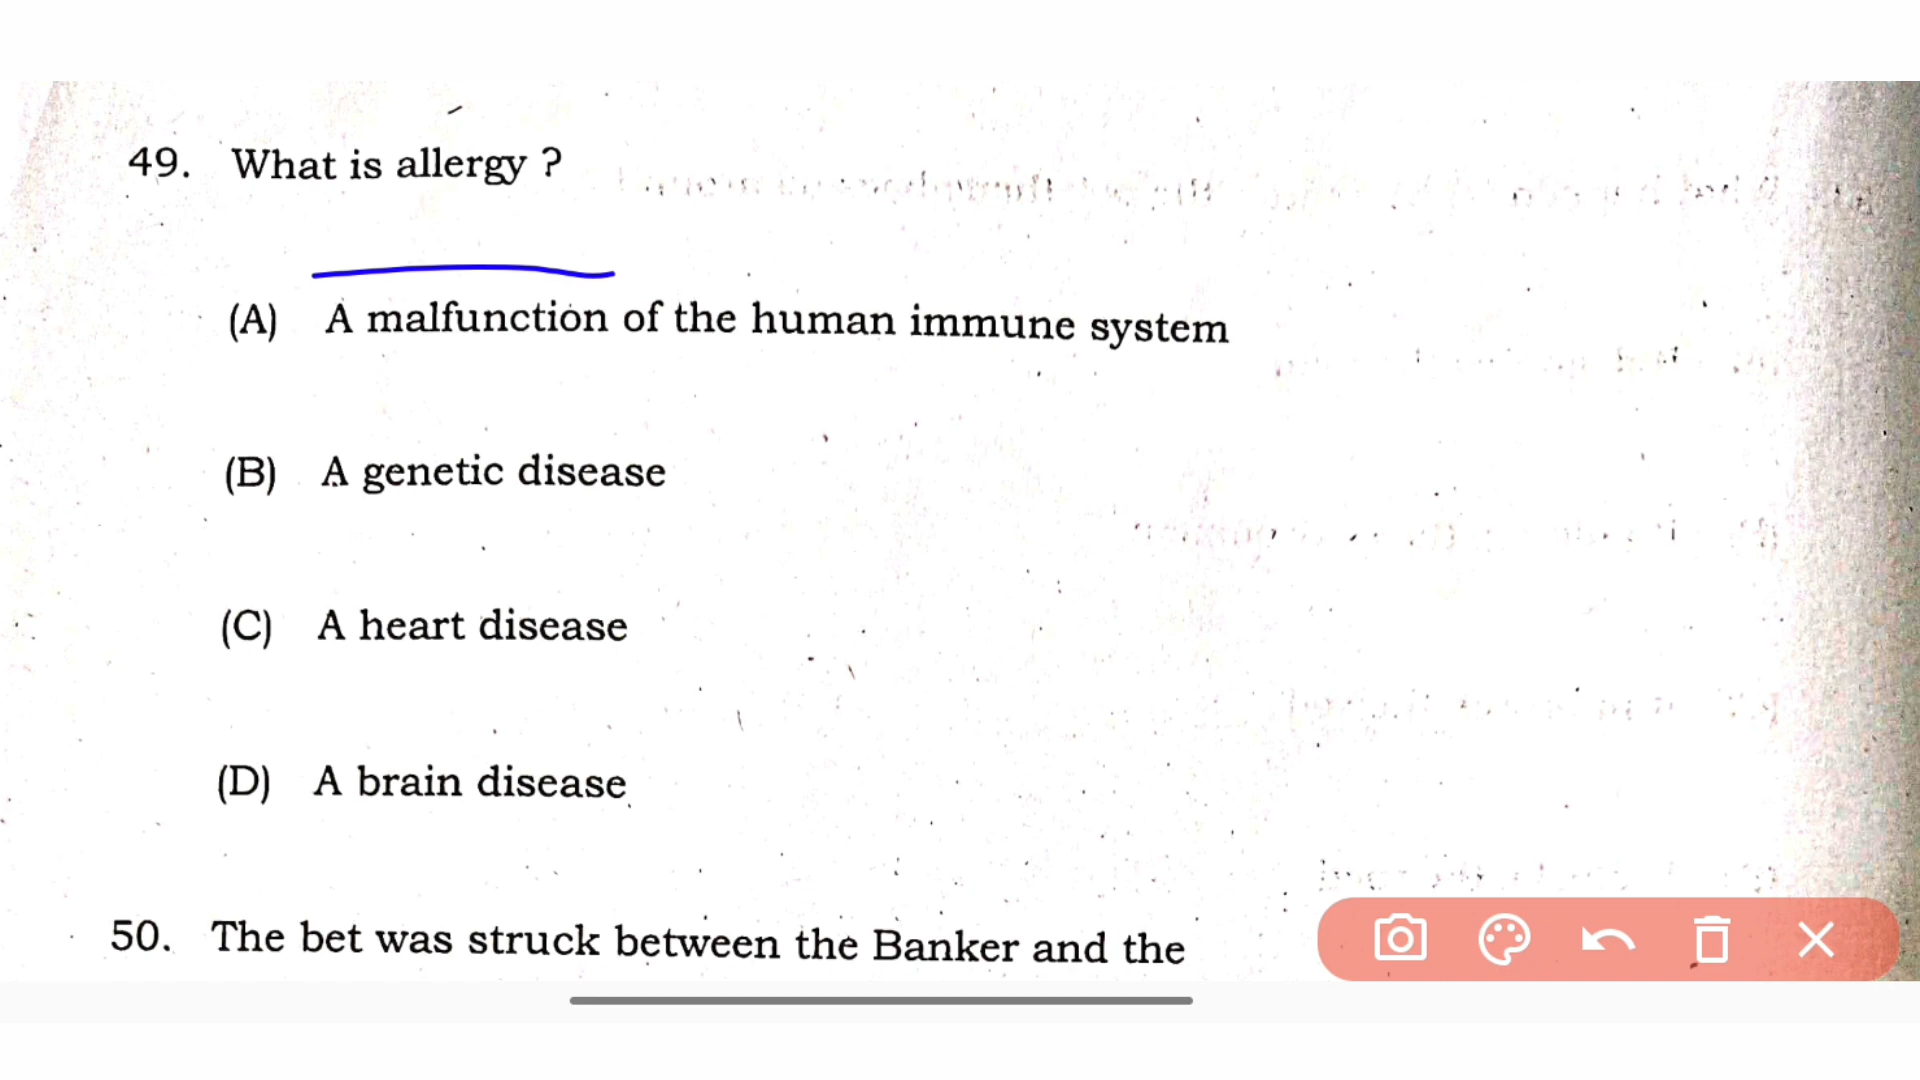 49. What is allergy ?
(A) A malfunction of the human immune system
(B) A genetic disease
(C) A heart disease
(D) A brain disease
50. The bet was struck between the Banker and the